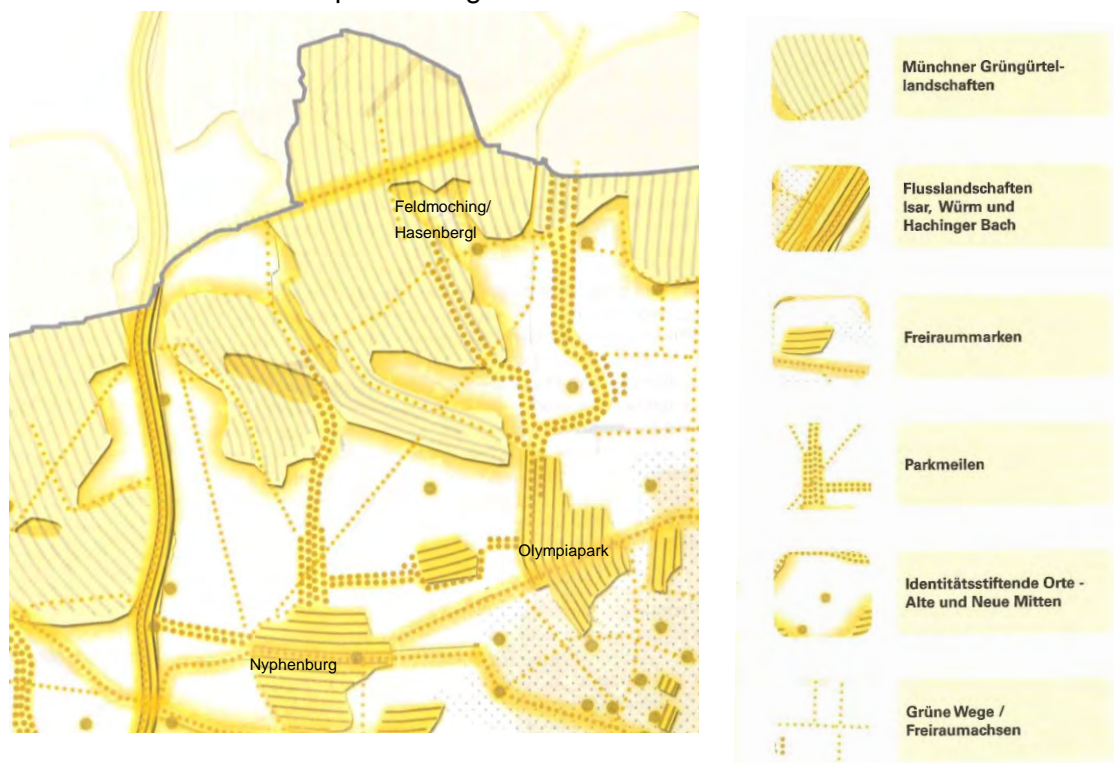 Feldmoching/
Hasenbergl
Olympiapark
Nyphenburg
Münchner Grüngürtel-
landschaften
Flusslandschaften
Isar, Würm und
Hachinger Bach
Freiraummarken
Parkmeilen
Identitätsstiftende Orte -
Alte und Neue Mitten
Grüne Wege /
Freiraumachsen